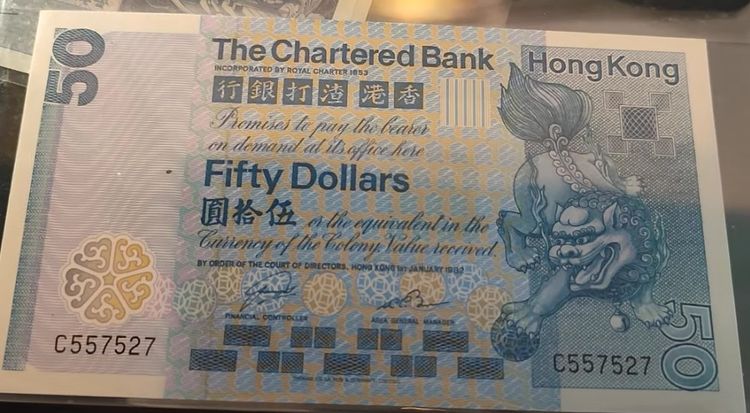 50
The Chartered Bank
HongKong
INCORPORATED BY ROYAL CHARTER 1853
行銀打渣港香
Promises to pay the bearer
on demand at its office here
Fifty Dollars
圓拾伍 or the equivalent in the
Currency of the Colony Value received.
BY ORDER OF THE COURT OF DIRECTORS, HONG KONG 1ST JANUARY
FINANCIAL CONTROLLER
AREA GENERAL MANAGER
C557527
C557527
50